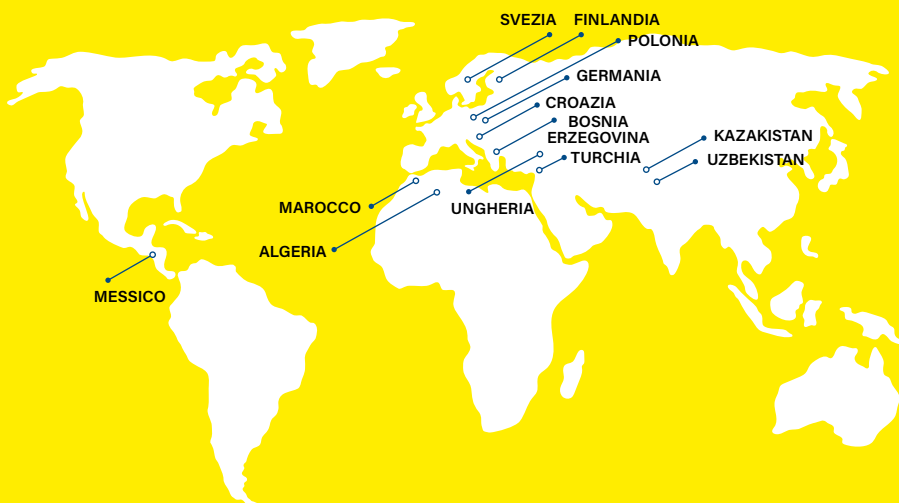 SVEZIA
FINLANDIA
POLONIA
GERMANIA
CROAZIA
BOSNIA
ERZEGOVINA
TURCHIA
KAZAKISTAN
UZBEKISTAN
MAROCCO
UNGHERIA
ALGERIA
MESSICO